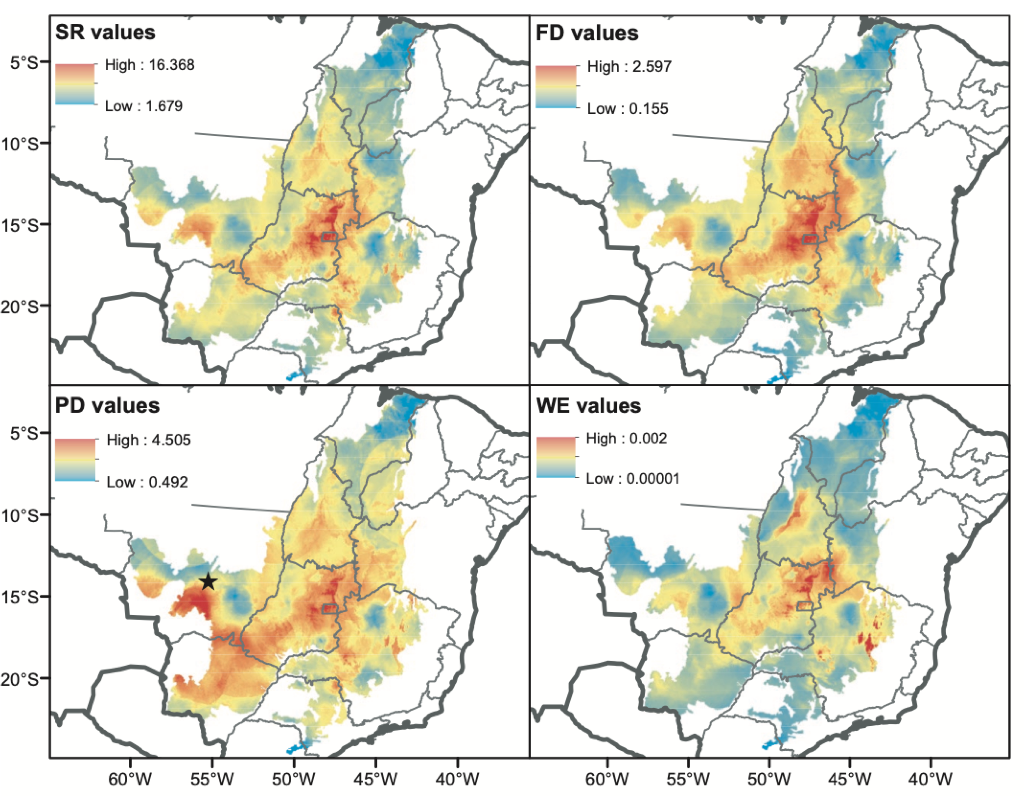 SR values
High : 16.368
Low : 1.679
FD values
High : 2.597
Low : 0.155
5°S
10°S
15°S
20°S
PD values
High : 4.505
Low : 0.492
WE values
High : 0.002
Low : 0.00001
5°S
10°S
15°S
20°S
60°W 55°W 50°W 45°W 40°W 60°W 55°W 50°W 45°W 40°W